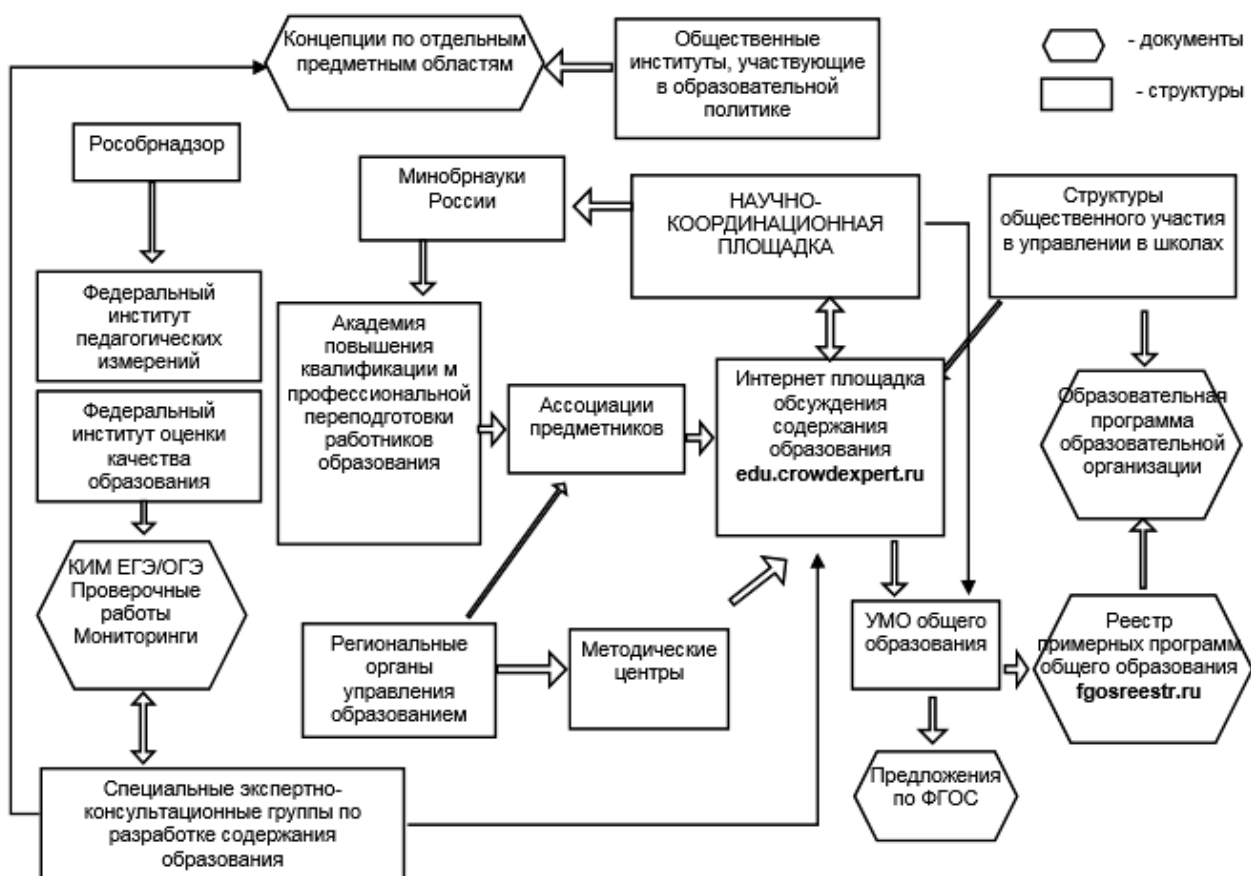 Концепции по отдельным
предметным областям
Общественные
институты, участвующие
в образовательной
политике
- документы
- структуры
Рособрнадзор
Минобрнауки
России
НАУЧНО-
КООРДИНАЦИОННАЯ
ПЛОЩАДКА
Структуры
общественного участия
в управлении в школах
Федеральный
институт
педагогических
измерений
Академия
повышения
квалификации м
профессиональной
переподготовки
работников
образования
Федеральный
институт оценки
качества
образования
Ассоциации
предметников
Интернет площадка
обсуждения
содержания
образования
edu.crowdexpert.ru
Образовательная
программа
образовательной
организации
КИМ ЕГЭ/ОГЭ
Проверочные
работы
Мониторинги
Региональные
органы
управления
образованием
Методические
центры
УМО общего
образования
Реестр
примерных программ
общего образования
fgosreestr.ru
Предложения
по ФГОС
Специальные экспертно-
консультационные группы по
разработке содержания
образования